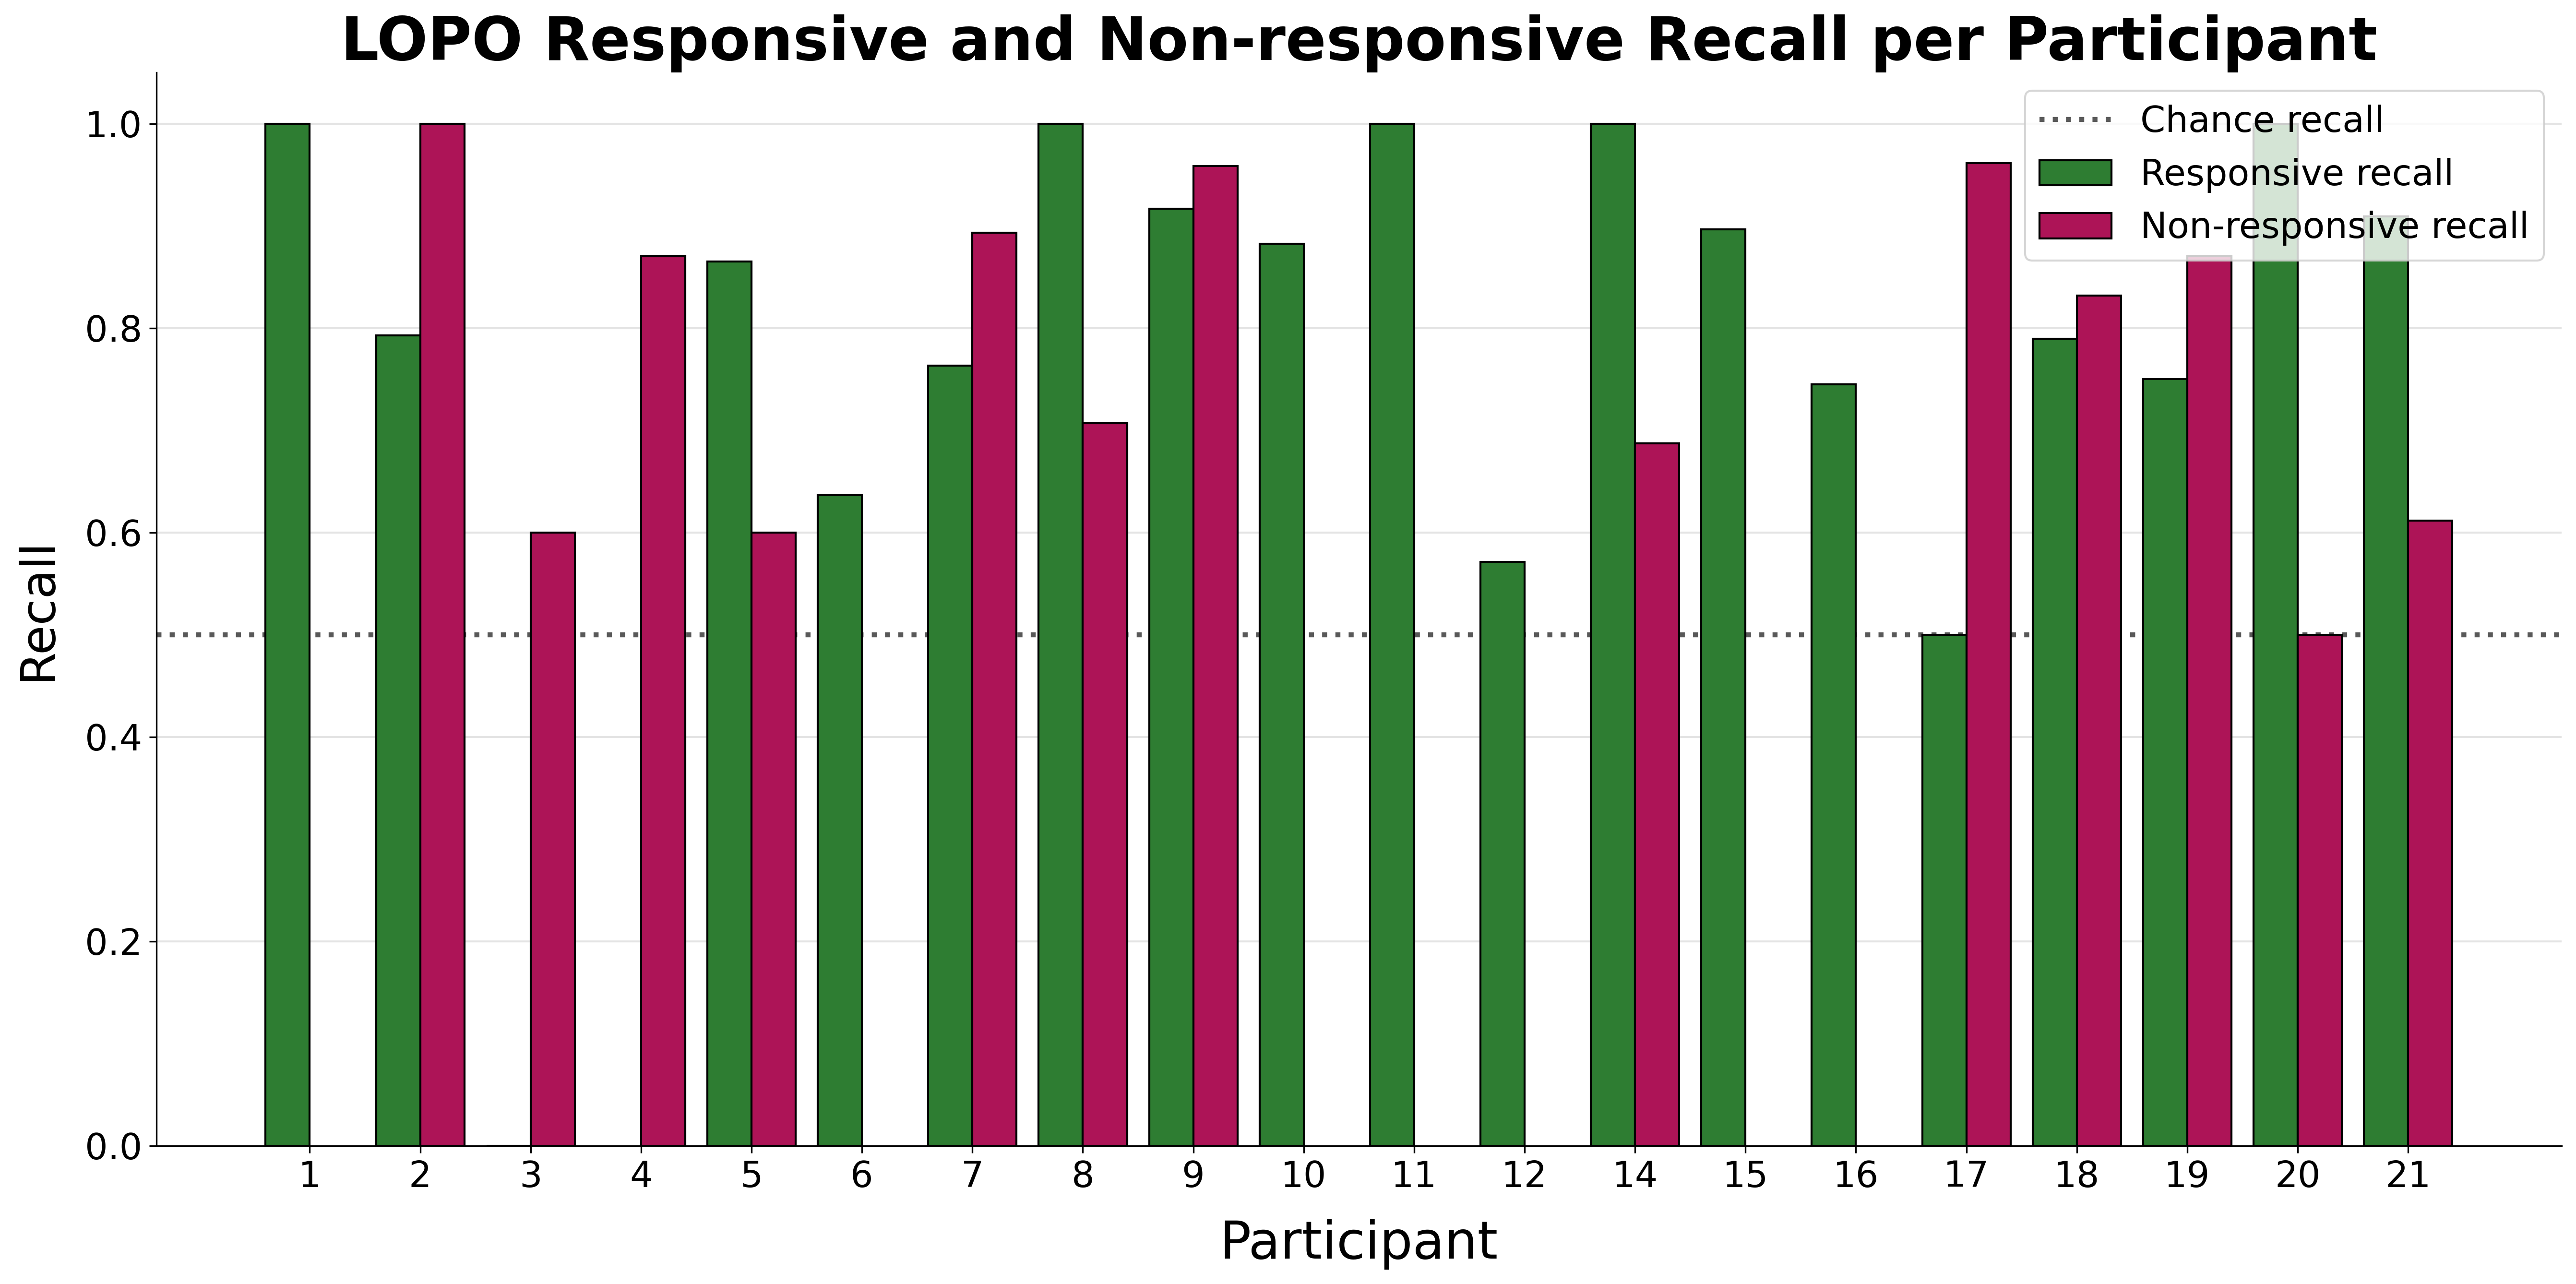 LOPO Responsive and Non-responsive Recall per Participant
Chance recall
Responsive recall
Non-responsive recall
Recall
1.0
0.8
0.6
0.4
0.2
0.0
1 2 3 4 5 6 7 8 9 10 11 12 14 15 16 17 18 19 20 21
Participant